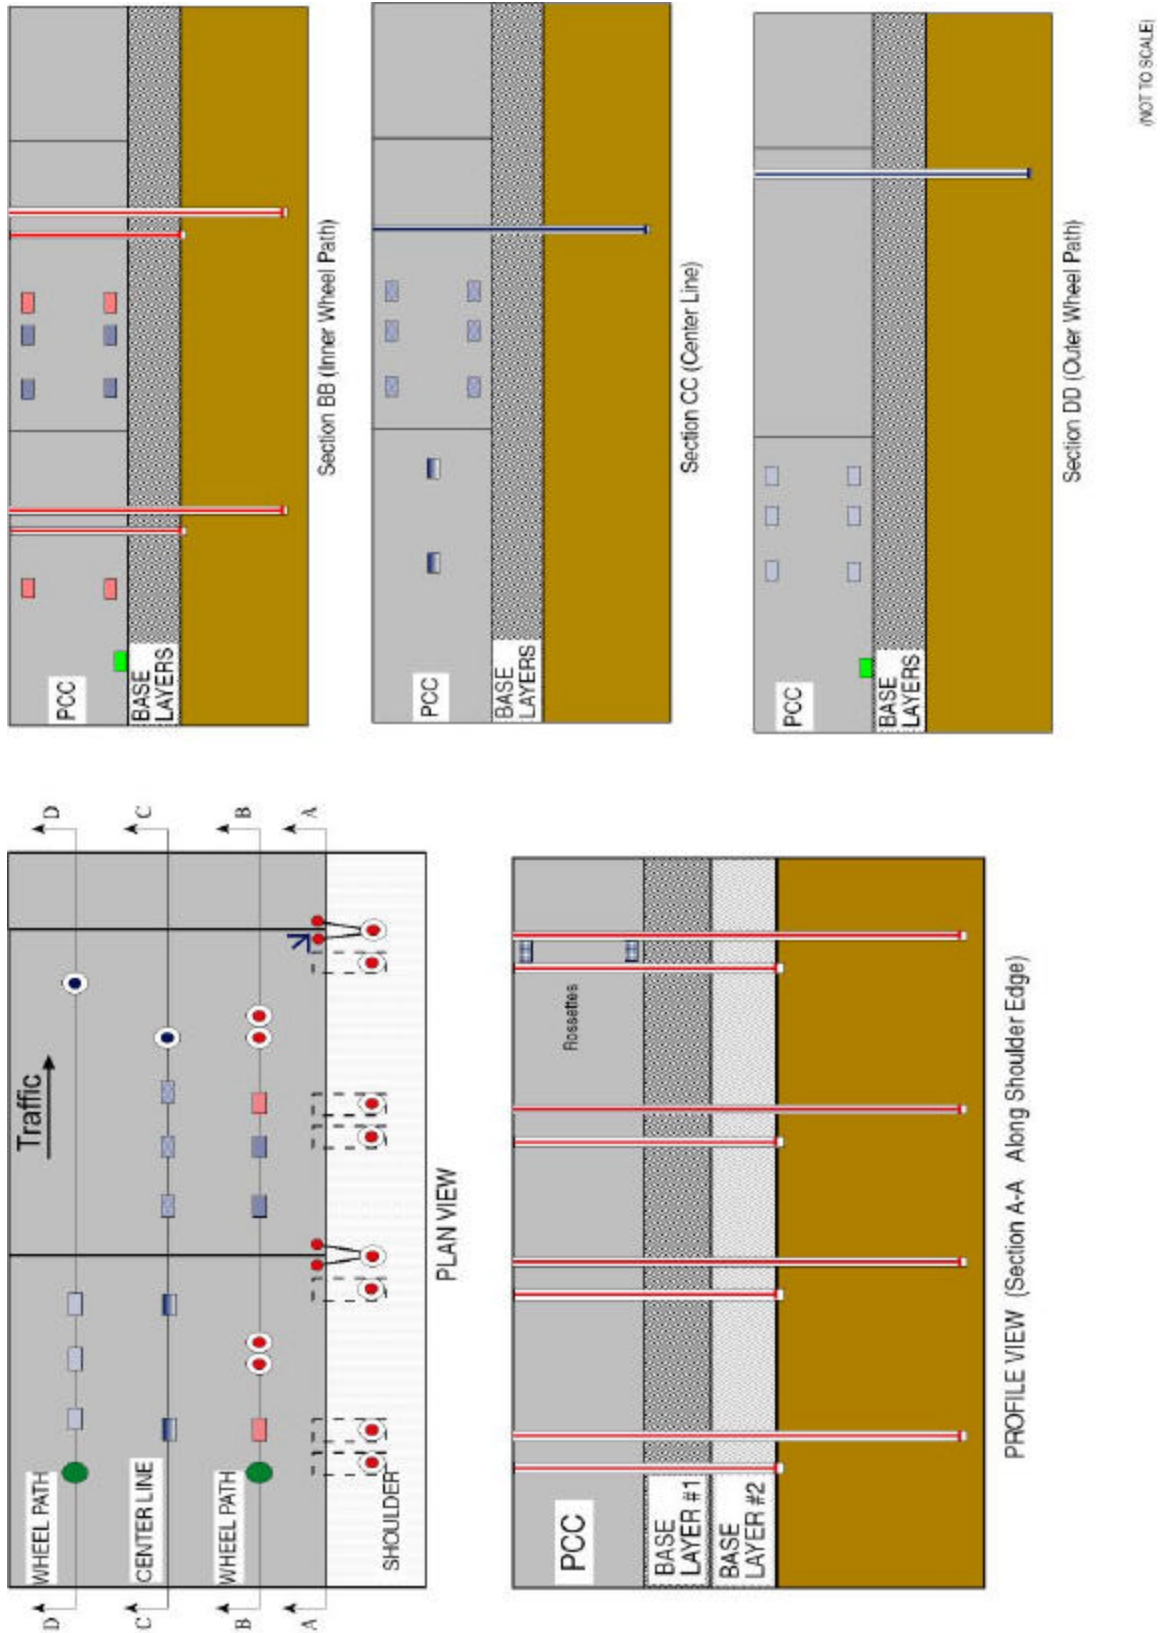 Traffic
D
D
WHEEL PATH
C
C
CENTER LINE
B
B
WHEEL PATH
A
A
SHOULDER
PLAN VIEW
PCC
Rossettes
BASE
LAYER #1
BASE
LAYER #2
PROFILE VIEW (Section A-A Along Shoulder Edge)
PCC
BASE
LAYERS
Section BB (Inner Wheel Path)
PCC
BASE
LAYERS
Section CC (Center Line)
PCC
BASE
LAYERS
Section DD (Outer Wheel Path)
(NOT TO SCALE)